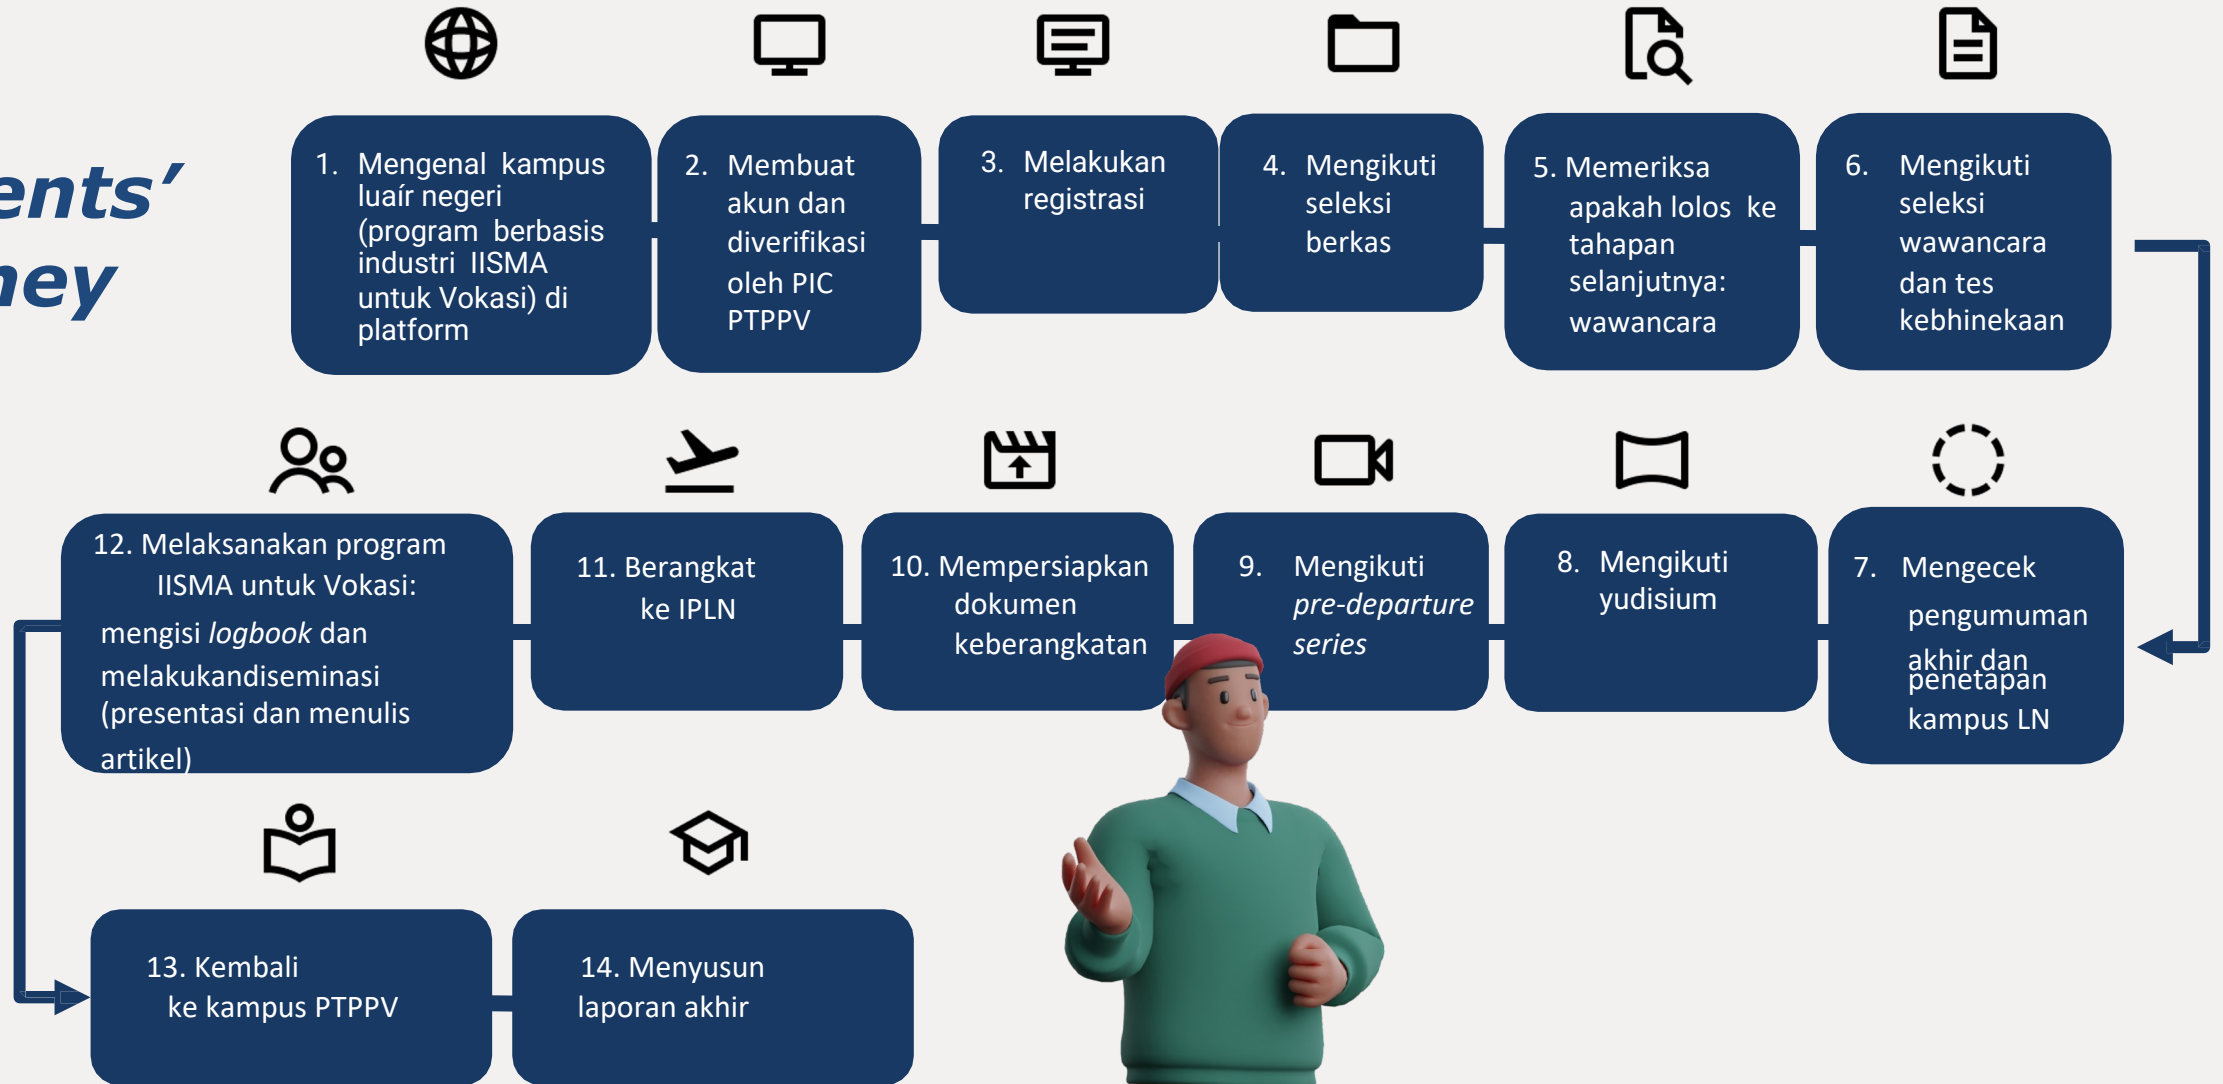 ents’
ney
1. Mengenal kampus
luaír negeri
(program berbasis
industri IISMA
untuk Vokasi) di
platform
2. Membuat
akun dan
diverifikasi
oleh PIC
PTPPV
3. Melakukan
registrasi
4. Mengikuti
seleksi
berkas
5. Memeriksa
apakah lolos ke
tahapan
selanjutnya:
wawancara
6. Mengikuti
seleksi
wawancara
dan tes
kebhinekaan
7. Mengecek
pengumuman
akhir dan
penetapan
kampus LN
8. Mengikuti
yudisium
9. Mengikuti
pre-departure
series
10. Mempersiapkan
dokumen
keberangkatan
11. Berangkat
ke IPLN
12. Melaksanakan program
IISMA untuk Vokasi:
mengisi logbook dan
melakukandiseminasi
(presentasi dan menulis
artikel)
13. Kembali
ke kampus PTPPV
14. Menyusun
laporan akhir